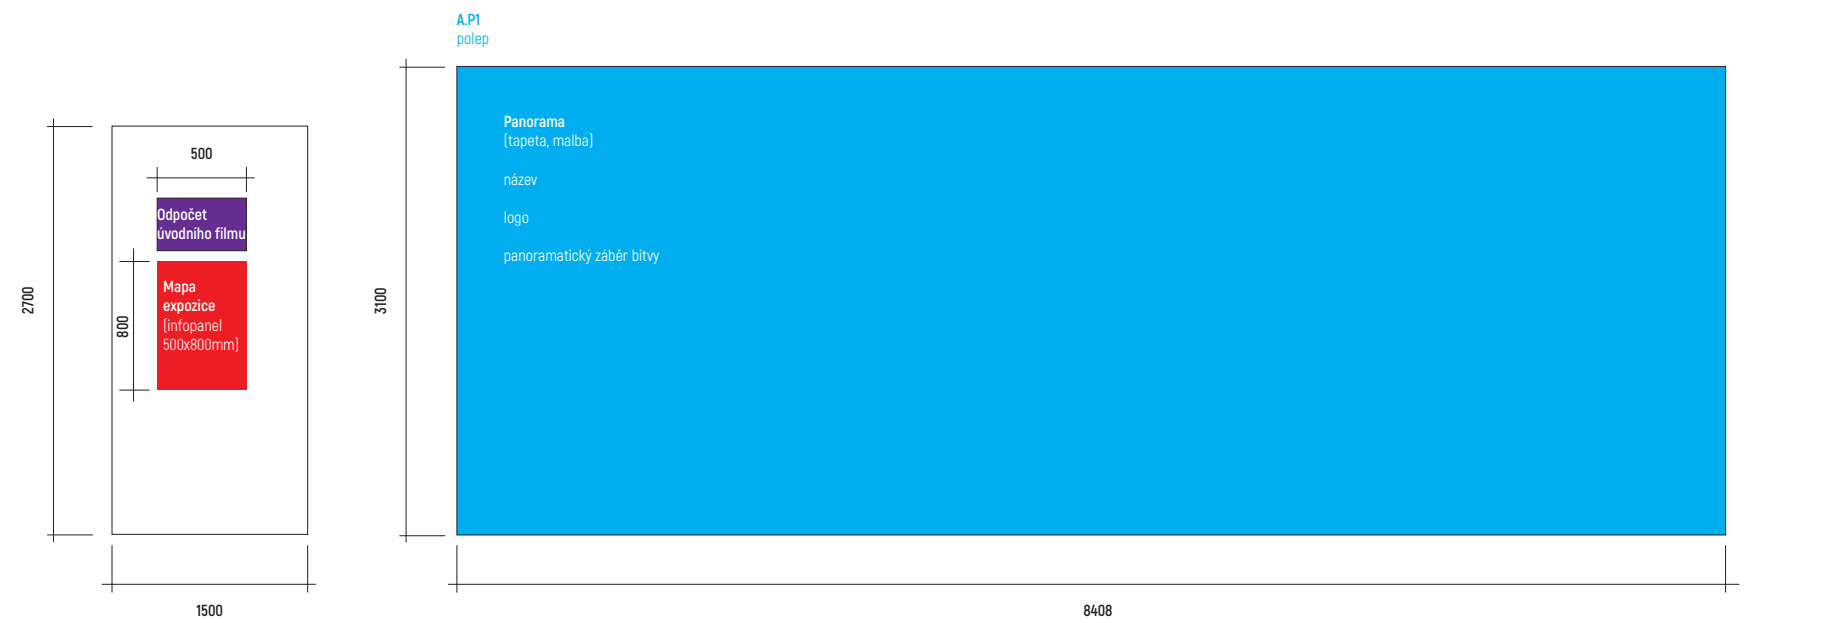 A.P1
polep
Panorama
(tapeta, malba)
název
logo
panoramatický záběr bitvy
3100
8408
500
Odpočet
úvodního filmu
Mapa
expozice
(infopanel
500x800mm)
800
2700
1500